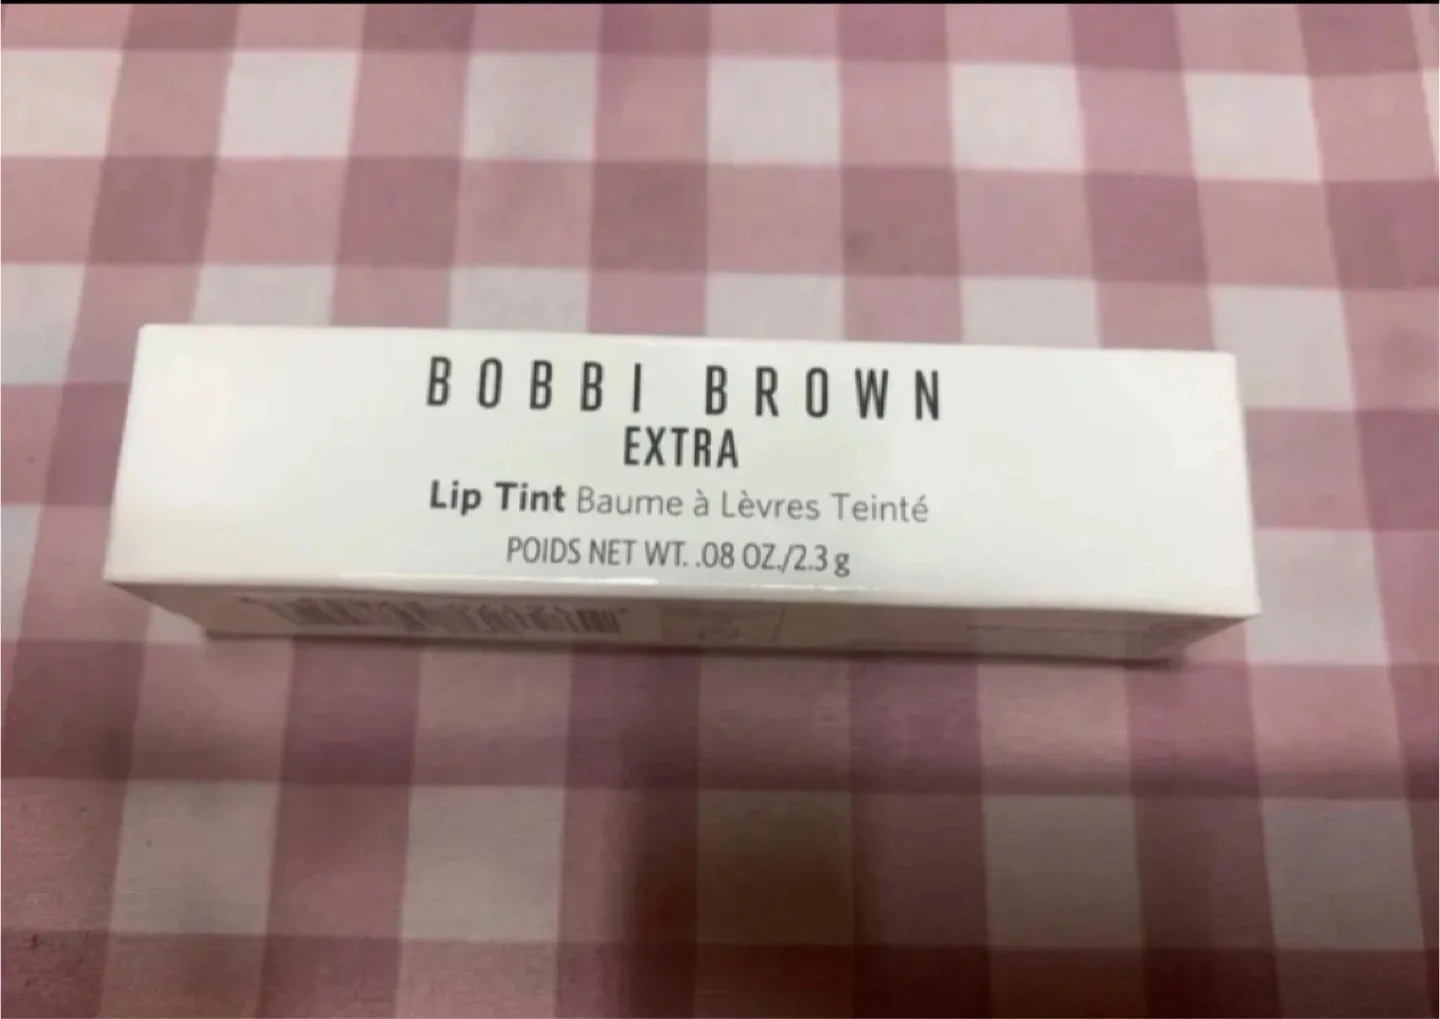 BOBBI BROWN
EXTRA
Lip Tint Baume à Lèvres Teinté
POIDS NET WT. .08 OZ./2.3 g